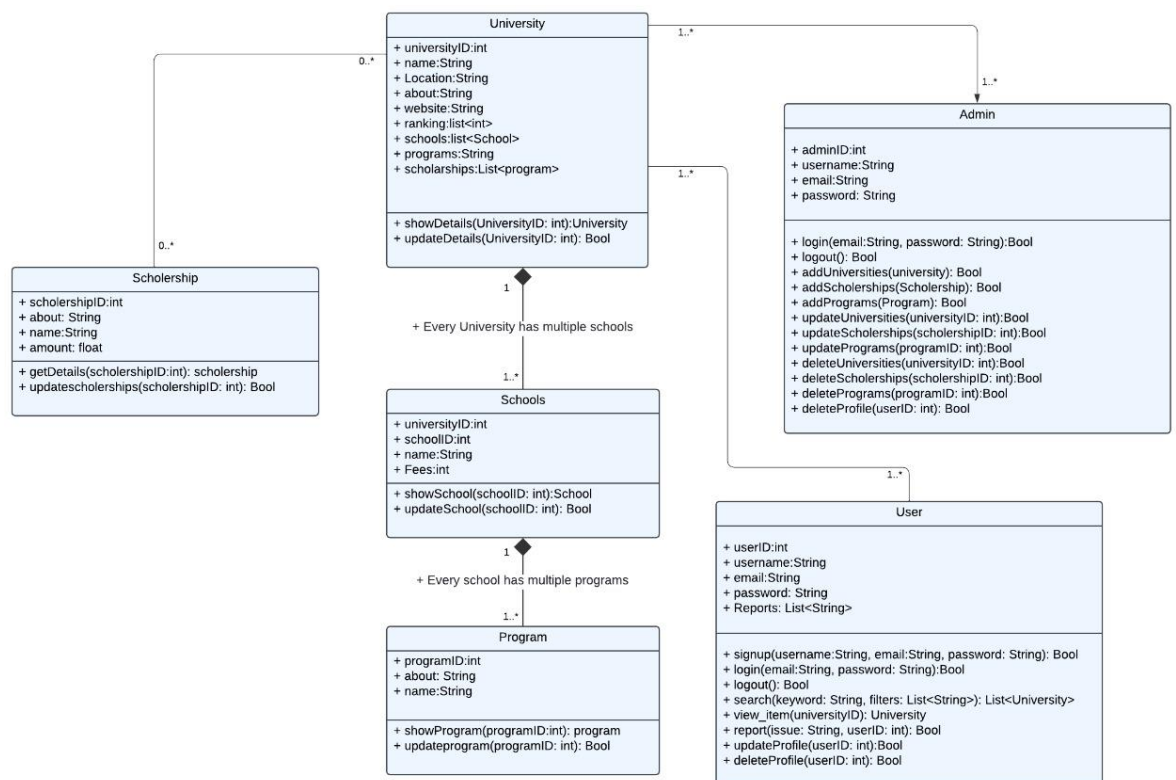 University
+ universityID:int
+ name:String
+ Location:String
+ about:String
+ website:String
+ ranking:list<int>
+ schools:list<School>
+ programs:String
+ scholarships:List<program>
+ showDetails(UniversityID: int):University
+ updateDetails(UniversityID: int): Bool
0..*
0..*
1..*
1..*
1..*
1..*
Scholership
+ scholershipID:int
+ about: String
+ name:String
+ amount: float
+ getDetails(scholershipID:int): scholership
+ updatescholerships(scholershipID: int): Bool
Admin
+ adminID:int
+ username:String
+ email:String
+ password: String
+ login(email:String, password: String):Bool
+ logout(): Bool
+ addUniversities(university): Bool
+ addScholerships(Scholership): Bool
+ addPrograms(Program): Bool
+ updateUniversities(universityID: int):Bool
+ updateScholerships(scholershipID: int):Bool
+ updatePrograms(programID: int):Bool
+ deleteUniversities(universityID: int):Bool
+ deleteScholerships(scholershipID: int):Bool
+ deletePrograms(programID: int):Bool
+ deleteProfile(userID: int): Bool
1
+ Every University has multiple schools
1..*
Schools
+ universityID:int
+ schoolID:int
+ name:String
+ Fees:int
+ showSchool(schoolID: int):School
+ updateSchool(schoolID: int): Bool
1
+ Every school has multiple programs
1..*
Program
+ programID:int
+ about: String
+ name:String
+ showProgram(programID:int): program
+ updateprogram(programID: int): Bool
User
+ userID:int
+ username:String
+ email:String
+ password: String
+ Reports: List<String>
+ signup(username:String, email:String, password: String): Bool
+ login(email:String, password: String):Bool
+ logout(): Bool
+ search(keyword: String, filters: List<String>): List<University>
+ view_item(universityID): University
+ report(issue: String, userID: int): Bool
+ updateProfile(userID: int):Bool
+ deleteProfile(userID: int): Bool